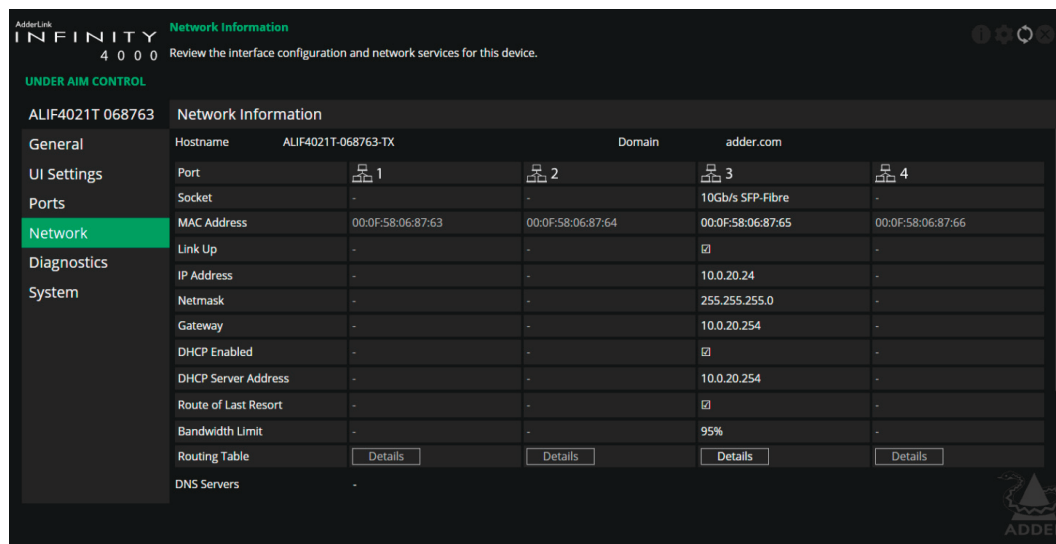 AdderLink
INFINITY
4000
Network Information
Review the interface configuration and network services for this device.
UNDER AIM CONTROL
ALIF4021T 068763
General
UI Settings
Ports
Network
Diagnostics
System
Network Information
Hostname ALIF4021T-068763-TX Domain adder.com
Port 1 2 3 4
Socket - - 10Gb/s SFP-Fibre -
MAC Address 00:0F:58:06:87:63 00:0F:58:06:87:64 00:0F:58:06:87:65 00:0F:58:06:87:66
Link Up - - ☑ -
IP Address - - 10.0.20.24 -
Netmask - - 255.255.255.0 -
Gateway - - 10.0.20.254 -
DHCP Enabled - - ☑ -
DHCP Server Address - - 10.0.20.254 -
Route of Last Resort - - ☑ -
Bandwidth Limit - - 95% -
Routing Table Details Details Details Details
DNS Servers -
ADDE